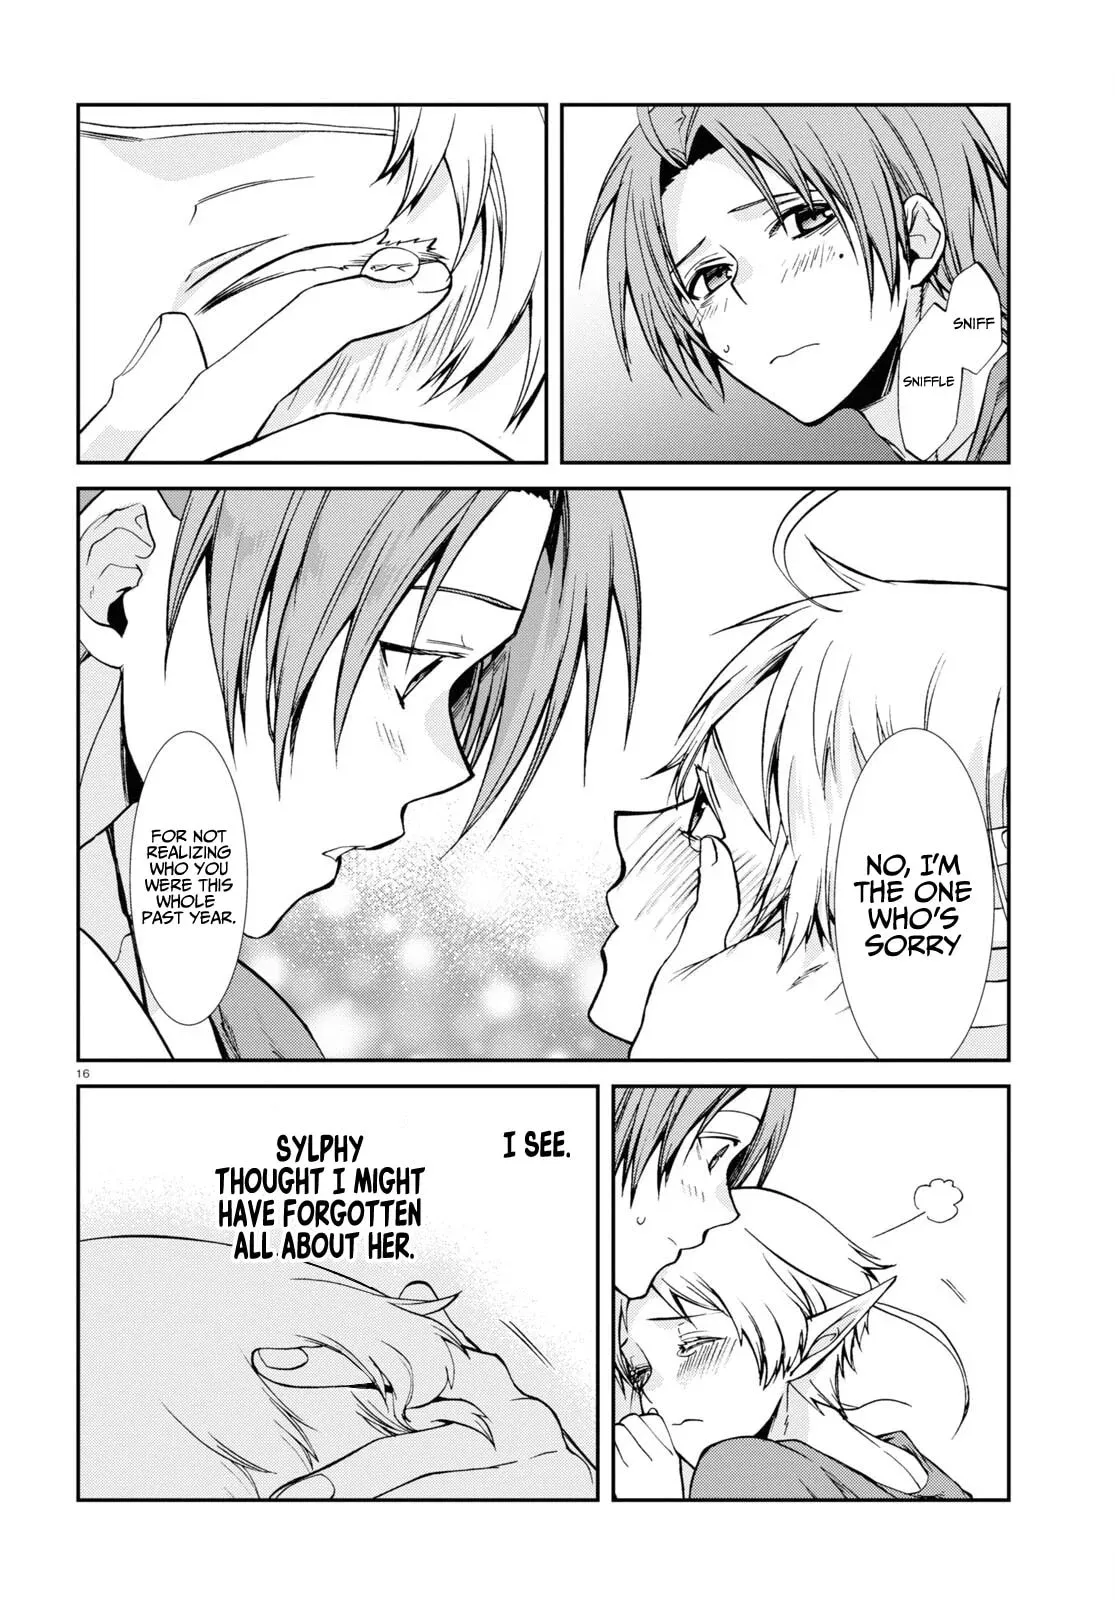 SNIFF
SNIFFLE
NO, I'M
THE ONE
WHO'S
SORRY
FOR NOT
REALIZING
WHO YOU
WERE THIS
WHOLE
PAST YEAR.
16
I SEE.
SYLPHY
THOUGHT I MIGHT
HAVE FORGOTTEN
ALL ABOUT HER.